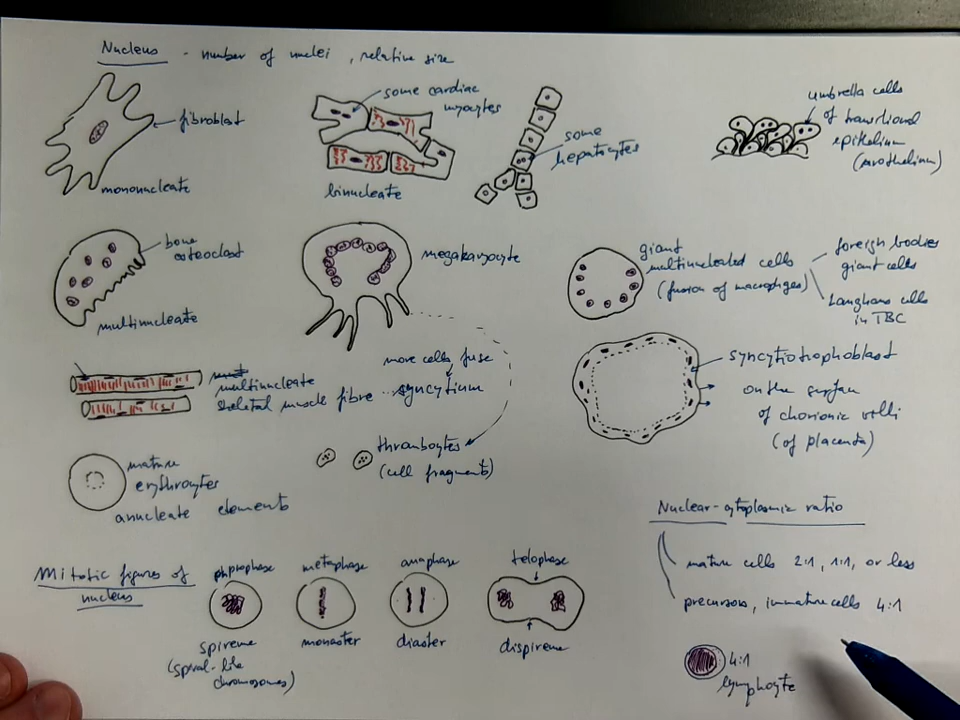 Nucleus - number of nuclei, relative size
fibroblast
mononucleate
some cardiac
myocytes
binucleate
some
hepatocytes
umbrella cells
of transitional
epithelium
(urothelium)
bone
osteoclast
multinucleate
megakaryocyte
giant
multinucleated cells
(fusion of macrophages)
foreign bodies
giant cells
Langhans cells
in TBC
multinucleate
skeletal muscle fibre
more cells fuse
syncytium
syncytiotrophoblast
on the surface
of chorionic villi
(of placenta)
thrombocytes
(cell fragments)
mature
erythrocytes
anucleate elements
Nuclear-cytoplasmic ratio
mature cells 2:1, 1:1, or less
precursors, immature cells 4:1
4:1
lymphocyte
Mitotic figures of
nucleus
metaphase
anaphase
telophase
spireme
(spiral-like
chromosomes)
monaster
diaster
dispireme